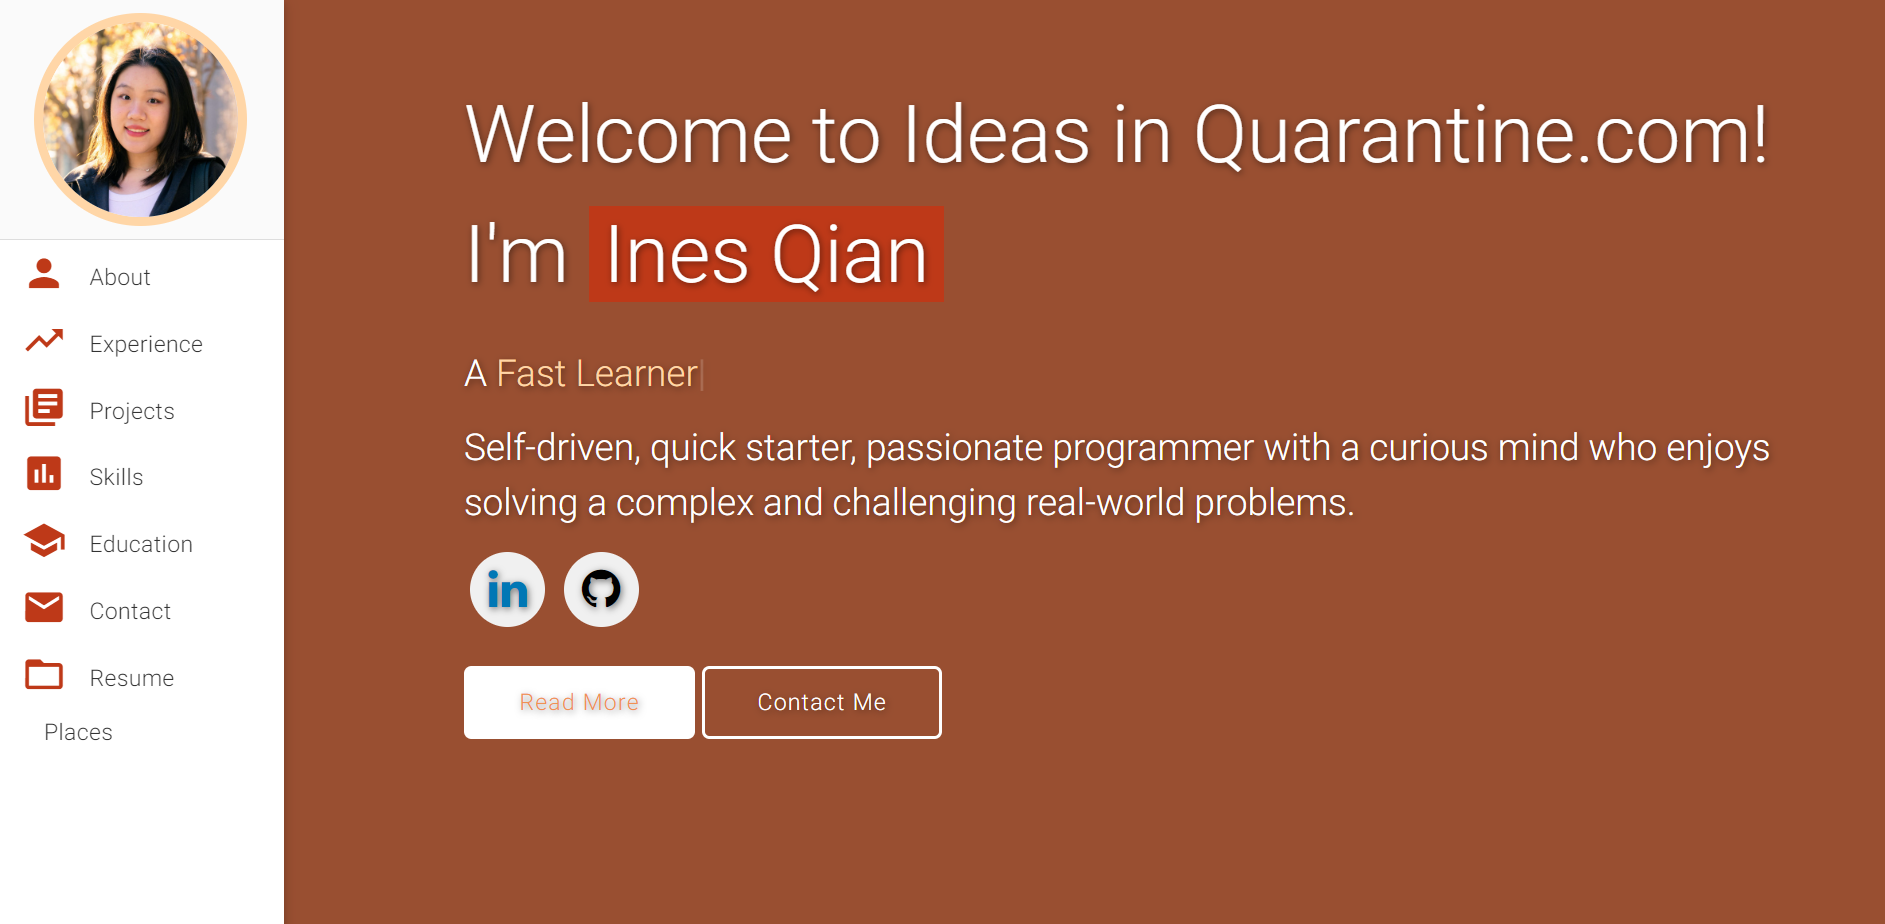 About
Experience
Projects
Skills
Education
Contact
Resume
Places
Welcome to Ideas in Quarantine.com!
I'm Ines Qian
A Fast Learner
Self-driven, quick starter, passionate programmer with a curious mind who enjoys
solving a complex and challenging real-world problems.
in
Read More
Contact Me